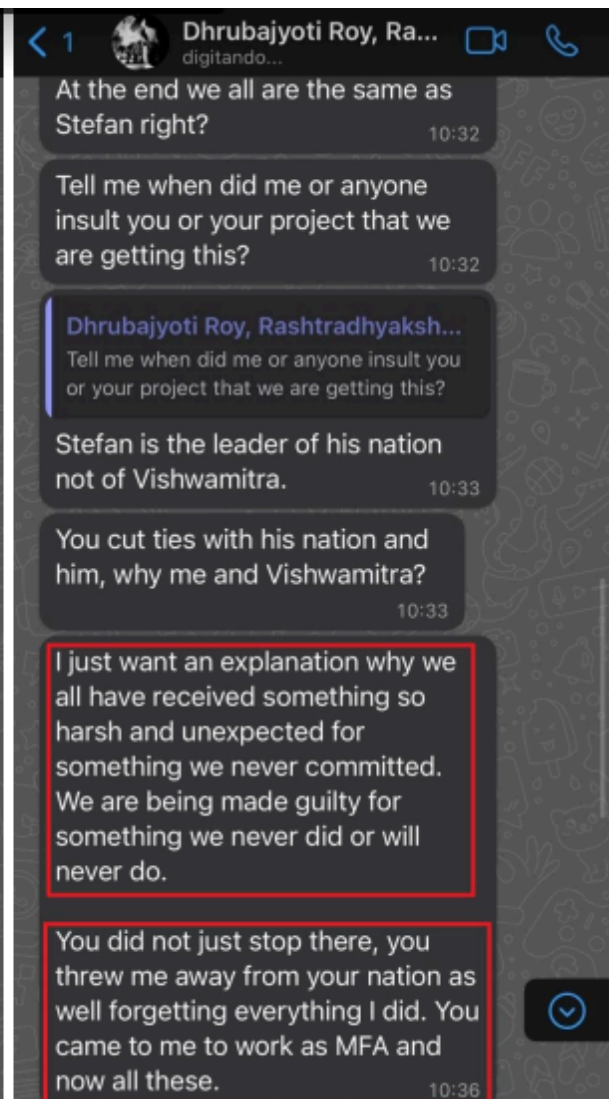 1
Dhrubajyoti Roy, Ra...
digitando...
At the end we all are the same as
Stefan right?
10:32
Tell me when did me or anyone
insult you or your project that we
are getting this?
10:32
Dhrubajyoti Roy, Rashtradhyaksh...
Tell me when did me or anyone insult you
or your project that we are getting this?
Stefan is the leader of his nation
not of Vishwamitra.
10:33
You cut ties with his nation and
him, why me and Vishwamitra?
10:33
I just want an explanation why we
all have received something so
harsh and unexpected for
something we never committed.
We are being made guilty for
something we never did or will
never do.
You did not just stop there, you
threw me away from your nation as
well forgetting everything I did. You
came to me to work as MFA and
now all these.
10:36